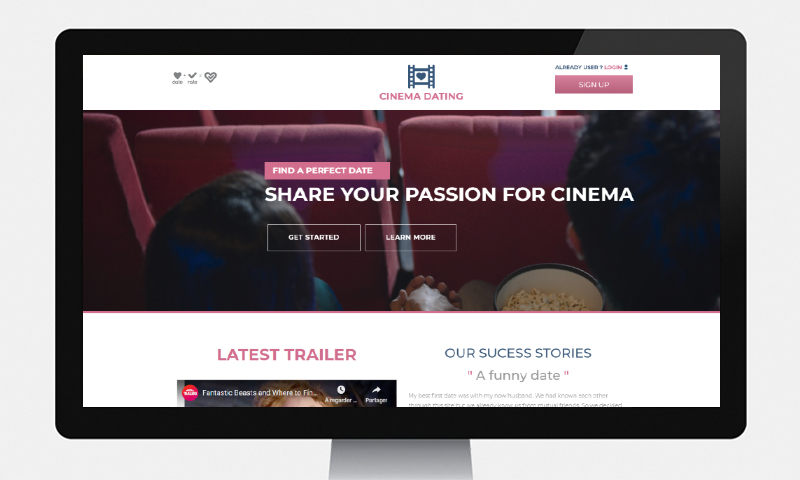 date rate
CINEMA DATING
ALREADY USER ? LOGIN
SIGN UP
FIND A PERFECT DATE
SHARE YOUR PASSION FOR CINEMA
GET STARTED
LEARN MORE
LATEST TRAILER
Fantastic Beasts and Where to Fin...
A regarder ...
Partager
OUR SUCESS STORIES
" A funny date "
My best first date was with my now husband. We had known each other
through this site but we already know us from mutual friends. So we decided